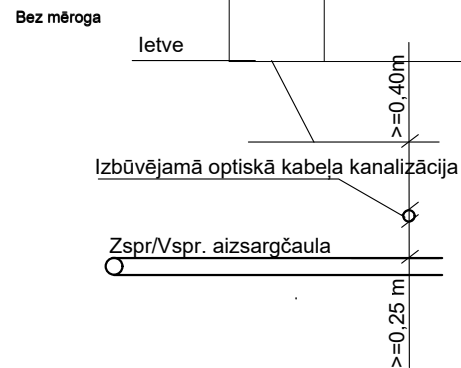 Bez mēroga
Ietve
>=0,40m
Izbūvējamā optiskā kabeļa kanalizācija
Zspr/Vspr. aizsargčaula
>=0,25 m